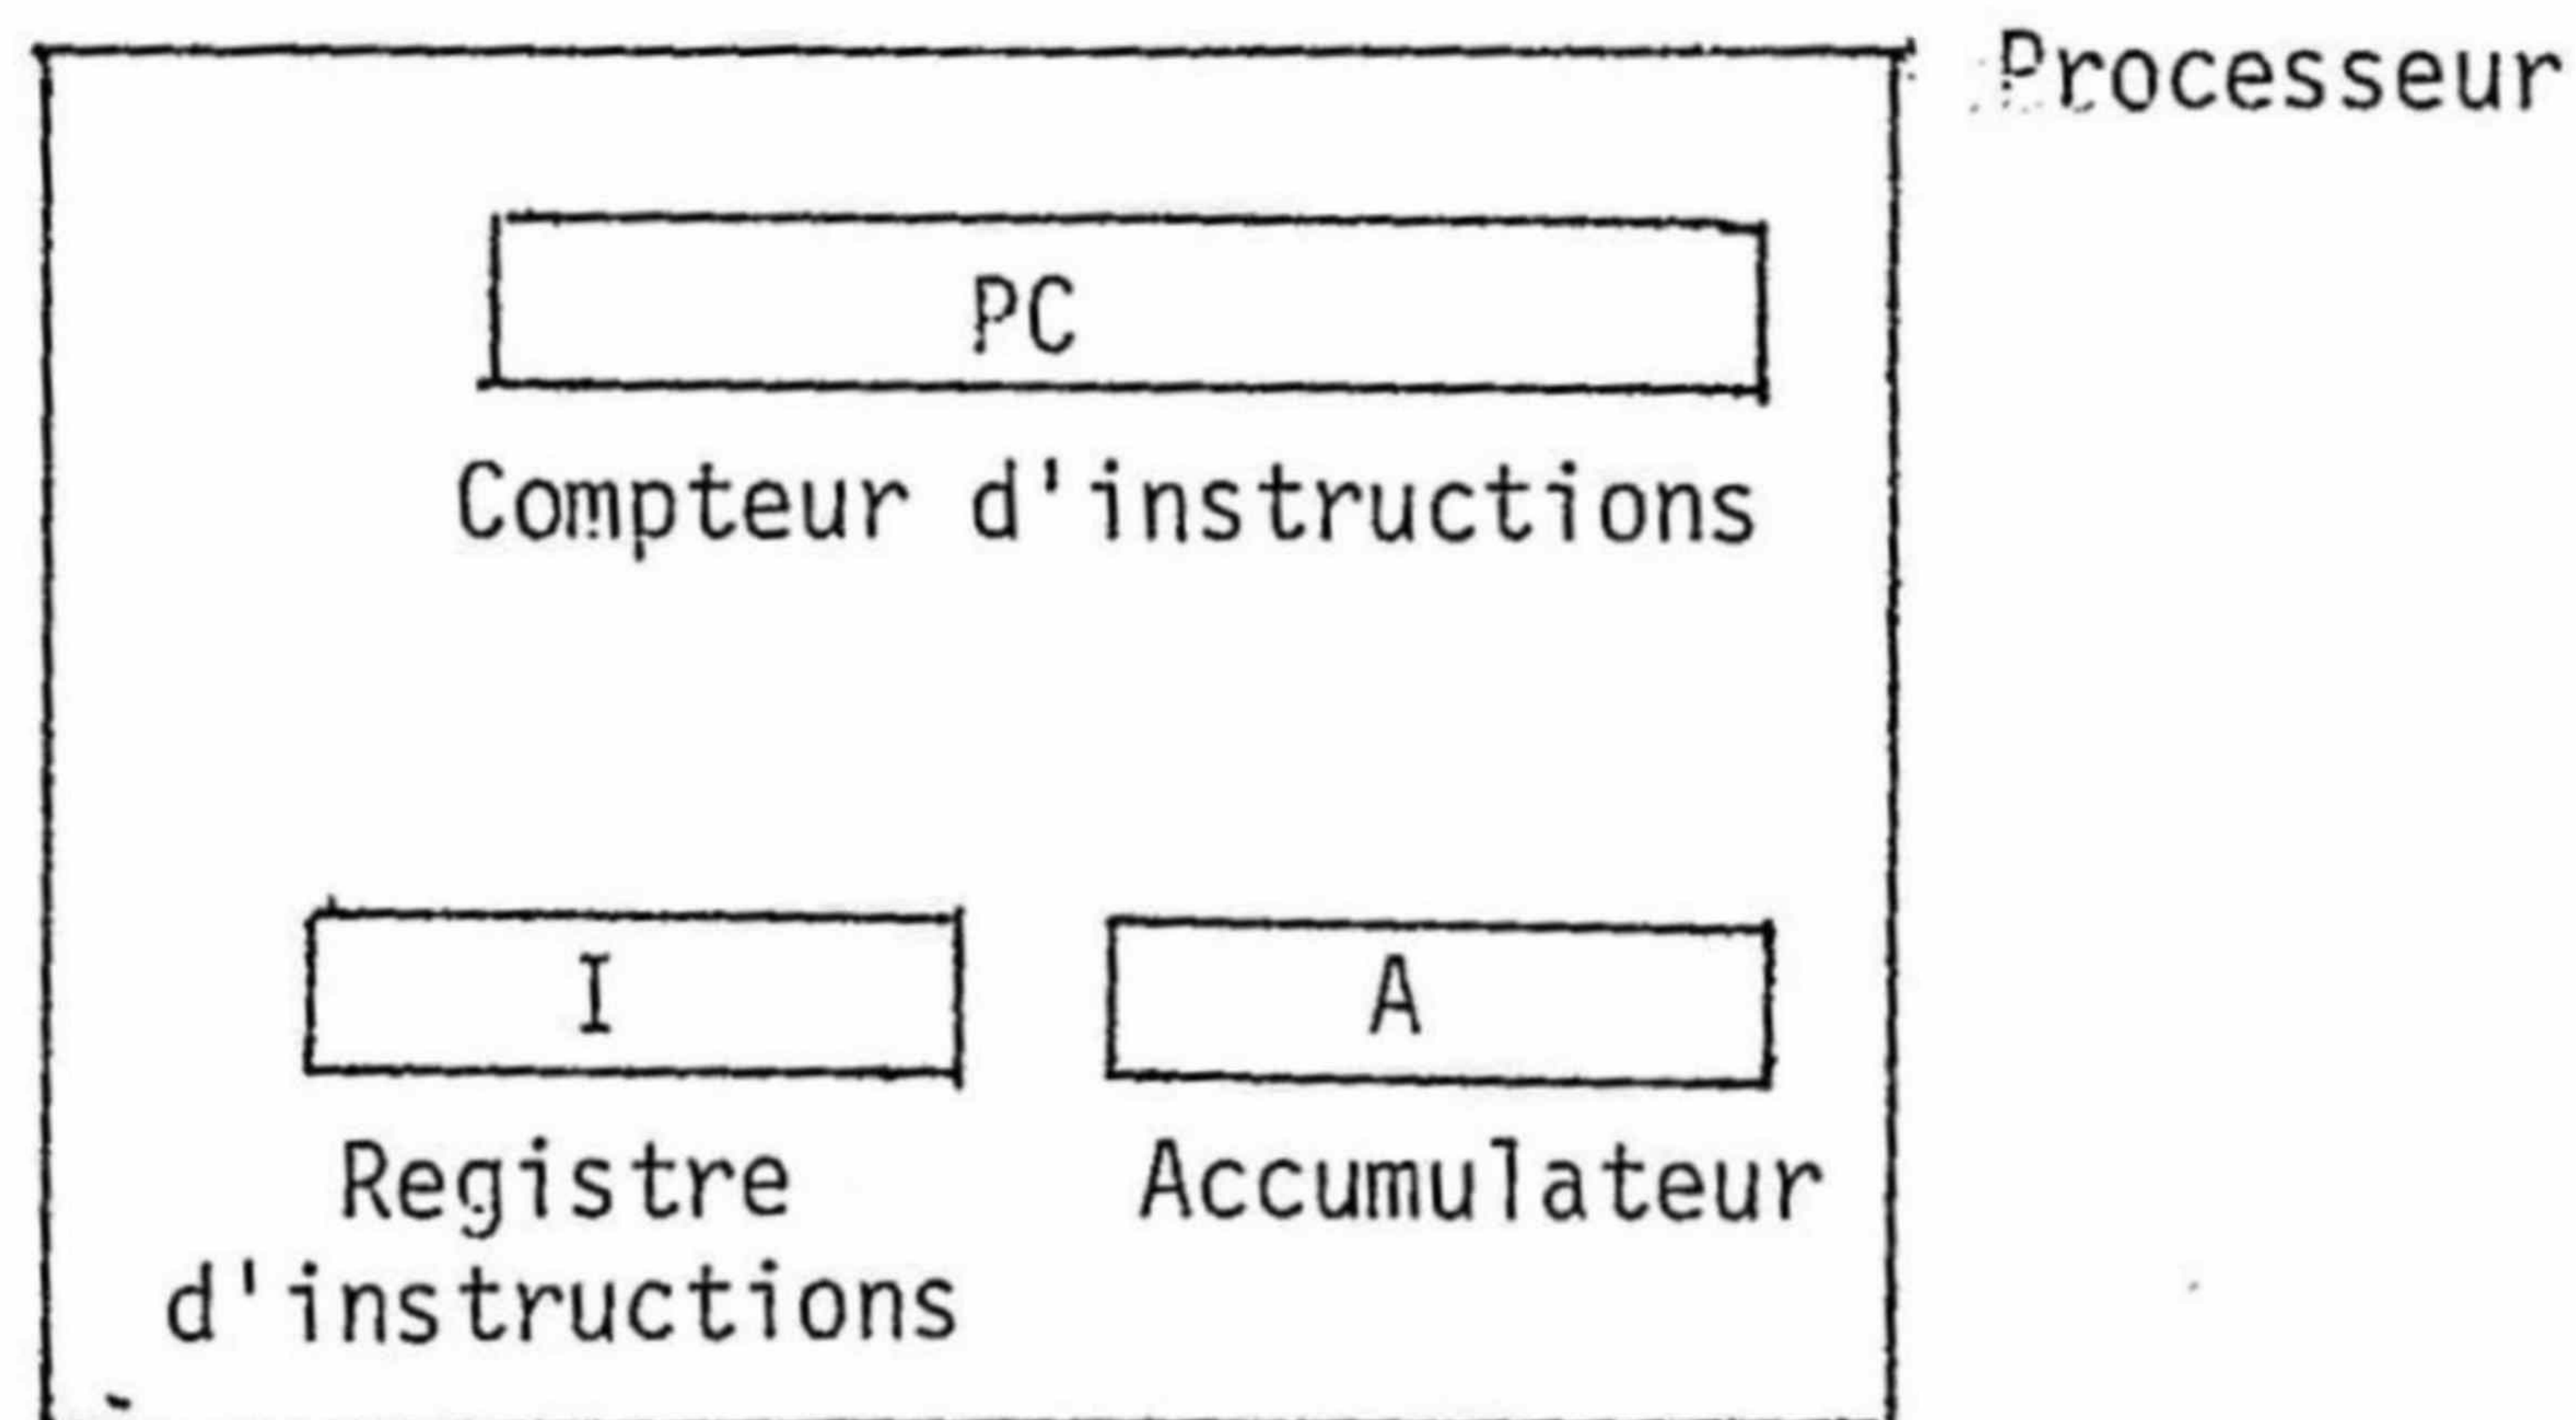 Processeur
PC
Compteur d'instructions
I
A
Registre
d'instructions
Accumulateur